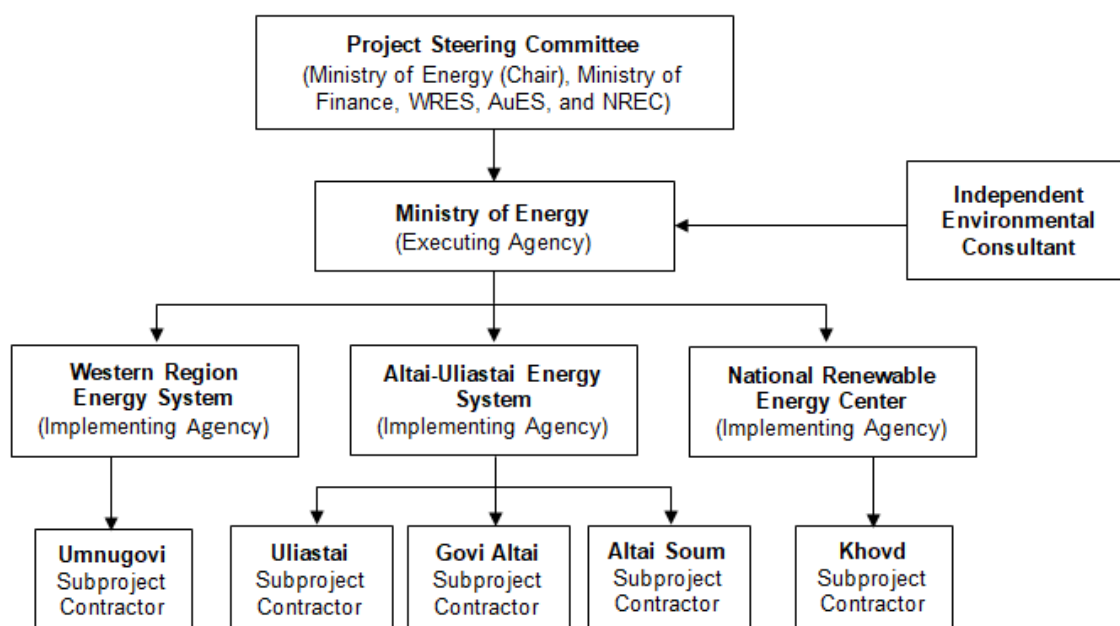 Project Steering Committee
(Ministry of Energy (Chair), Ministry of
Finance, WRES, AuES, and NREC)
Ministry of Energy
(Executing Agency)
Independent
Environmental
Consultant
Western Region
Energy System
(Implementing Agency)
Altai-Uliastai Energy
System
(Implementing Agency)
National Renewable
Energy Center
(Implementing Agency)
Umnugovi
Subproject
Contractor
Uliastai
Subproject
Contractor
Govi Altai
Subproject
Contractor
Altai Soum
Subproject
Contractor
Khovd
Subproject
Contractor